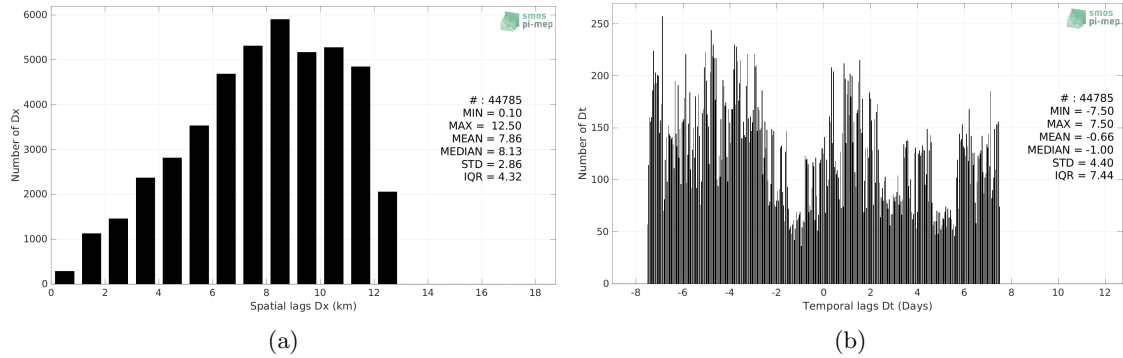 smos
pi-mep
Number of Dx
6000
5000
4000
3000
2000
1000
0
# : 44785
MIN = 0.10
MAX = 12.50
MEAN = 7.86
MEDIAN = 8.13
STD = 2.86
IQR = 4.32
0 2 4 6 8 10 12 14 16 18
Spatial lags Dx (km)
(a)
smos
pi-mep
Number of Dt
250
200
150
100
50
0
# : 44785
MIN = -7.50
MAX = 7.50
MEAN = -0.66
MEDIAN = -1.00
STD = 4.40
IQR = 7.44
-8 -6 -4 -2 0 2 4 6 8 10 12
Temporal lags Dt (Days)
(b)